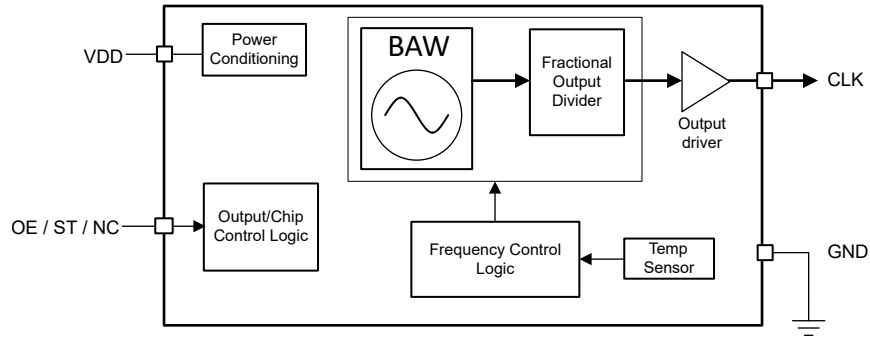 VDD
Power
Conditioning
BAW
Fractional
Output
Divider
Output
driver
CLK
OE / ST / NC
Output/Chip
Control Logic
Frequency Control
Logic
Temp
Sensor
GND